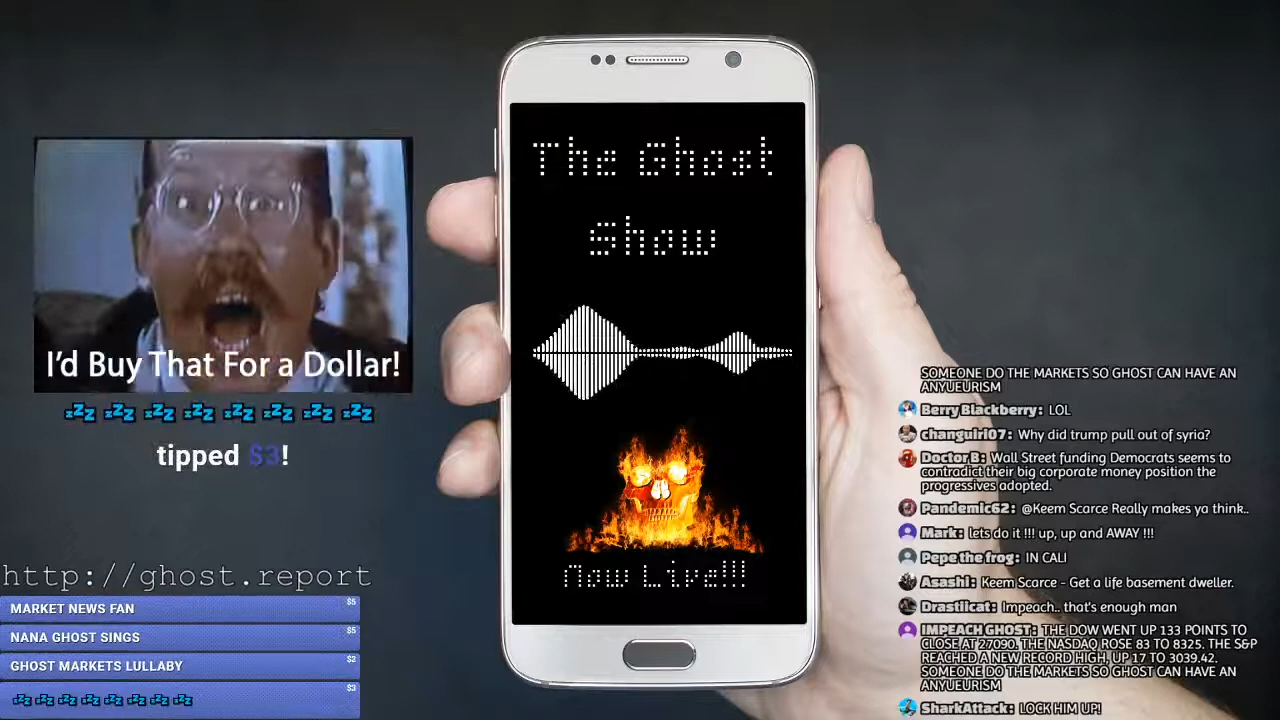 The Ghost
Show
Now Live!!!
I'd Buy That For a Dollar!
tipped $3!
http://ghost.report
MARKET NEWS FAN $5
NANA GHOST SINGS $5
GHOST MARKETS LULLABY $2
$3
SOMEONE DO THE MARKETS SO GHOST CAN HAVE AN
ANYUEURISM
Berry Blackberry: LOL
changuiri07: Why did trump pull out of syria?
DoctorB: Wall Street funding Democrats seems to
contradict their big corporate money position the
progressives adopted.
Pandemic62: @Keem Scarce Really makes ya think..
Mark: lets do it !!! up, up and AWAY !!!
Pepe the frog: IN CALI
Asashi: Keem Scarce - Get a life basement dweller.
Drastiicat: Impeach.. that's enough man
IMPEACH GHOST: THE DOW WENT UP 133 POINTS TO
CLOSE AT 27090. THE NASDAQ ROSE 83 TO 8325. THE S&P
REACHED A NEW RECORD HIGH, UP 17 TO 3039.42.
SOMEONE DO THE MARKETS SO GHOST CAN HAVE AN
ANYUEURISM
SharkAttack: LOCK HIM UP!